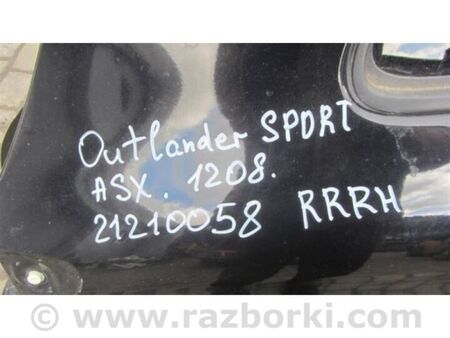 Outlander SPORT
ASX. 1208.
21210058 RRRH
www.razborki.com